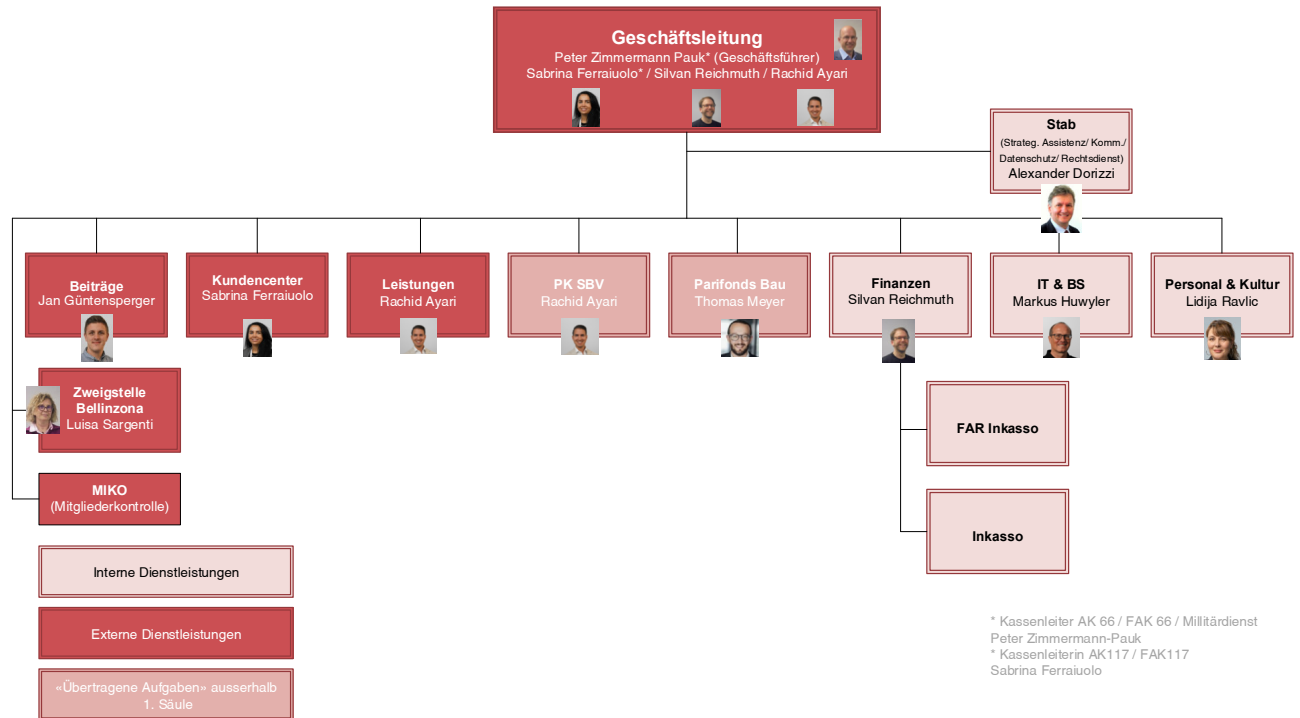 Geschäftsleitung
Peter Zimmermann Pauk* (Geschäftsführer)
Sabrina Ferraiuolo* / Silvan Reichmuth / Rachid Ayari
Stab
(Strateg. Assistenz/ Komm./
Datenschutz/ Rechtsdienst)
Alexander Dorizzi
Beiträge
Jan Güntensperger
Kundencenter
Sabrina Ferraiuolo
Leistungen
Rachid Ayari
PK SBV
Rachid Ayari
Parifonds Bau
Thomas Meyer
Finanzen
Silvan Reichmuth
IT & BS
Markus Huwyler
Personal & Kultur
Lidija Ravlic
Zweigstelle
Bellinzona
Luisa Sargenti
FAR Inkasso
MIKO
(Mitgliederkontrolle)
Inkasso
Interne Dienstleistungen
Externe Dienstleistungen
«Übertragene Aufgaben» ausserhalb
1. Säule
* Kassenleiter AK 66 / FAK 66 / Millitärdienst
Peter Zimmermann-Pauk
* Kassenleiterin AK117 / FAK117
Sabrina Ferraiuolo